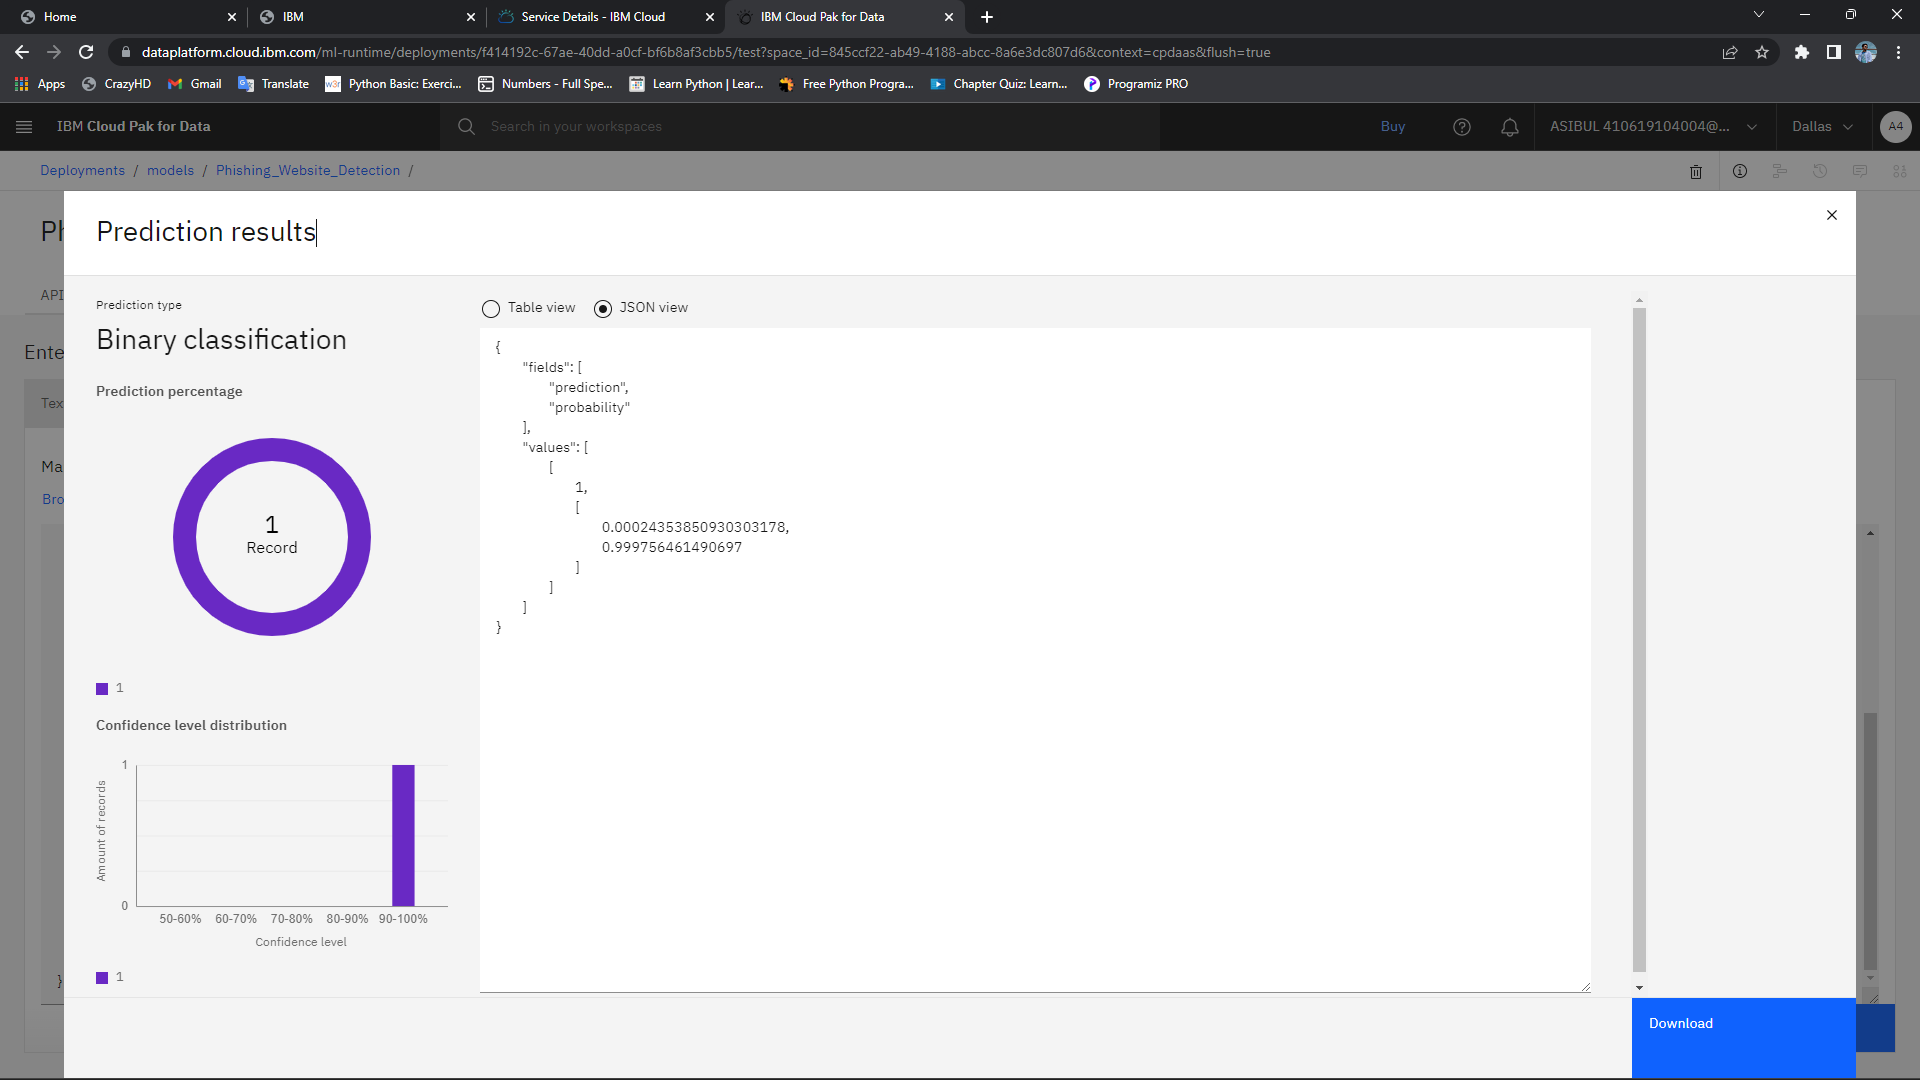 Home
IBM
Service Details - IBM Cloud
IBM Cloud Pak for Data
dataplatform.cloud.ibm.com/ml-runtime/deployments/f414192c-67ae-40dd-a0cf-bf6b8af3cbb5/test?space_id=845ccf22-ab49-4188-abcc-8a6e3dc807d6&context=cpdaas&flush=true
Apps
CrazyHD
Gmail
Translate
w3r
Python Basic: Exerci...
Numbers - Full Spe...
Learn Python | Lear...
Free Python Progra...
Chapter Quiz: Learn...
Programiz PRO
IBM Cloud Pak for Data
Search in your workspaces
Buy
ASIBUL 410619104004@...
Dallas
A4
Deployments / models / Phishing_Website_Detection /
Ph
API
Ente
Tex
Ma
Bro
}
Prediction results
Prediction type
Binary classification
Prediction percentage
1
Record
1
Confidence level distribution
Amount of records
1
0
50-60% 60-70% 70-80% 80-90% 90-100%
Confidence level
1
Table view
JSON view
{
"fields": [
"prediction",
"probability"
],
"values": [
[
1,
[
0.00024353850930303178,
0.999756461490697
]
]
]
}
Download